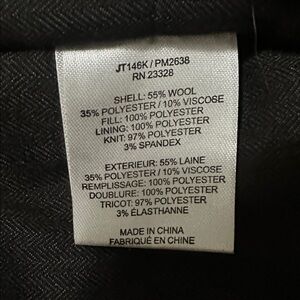 JT146K / PM2638
RN 23328
SHELL: 55% WOOL
35% POLYESTER / 10% VISCOSE
FILL: 100% POLYESTER
LINING: 100% POLYESTER
KNIT: 97% POLYESTER
3% SPANDEX
EXTERIEUR: 55% LAINE
35% POLYESTER / 10% VISCOSE
REMPLISSAGE: 100% POLYESTER
DOUBLURE: 100% POLYESTER
TRICOT: 97% POLYESTER
3% ÉLASTHANNE
MADE IN CHINA
FABRIQUÉ EN CHINE